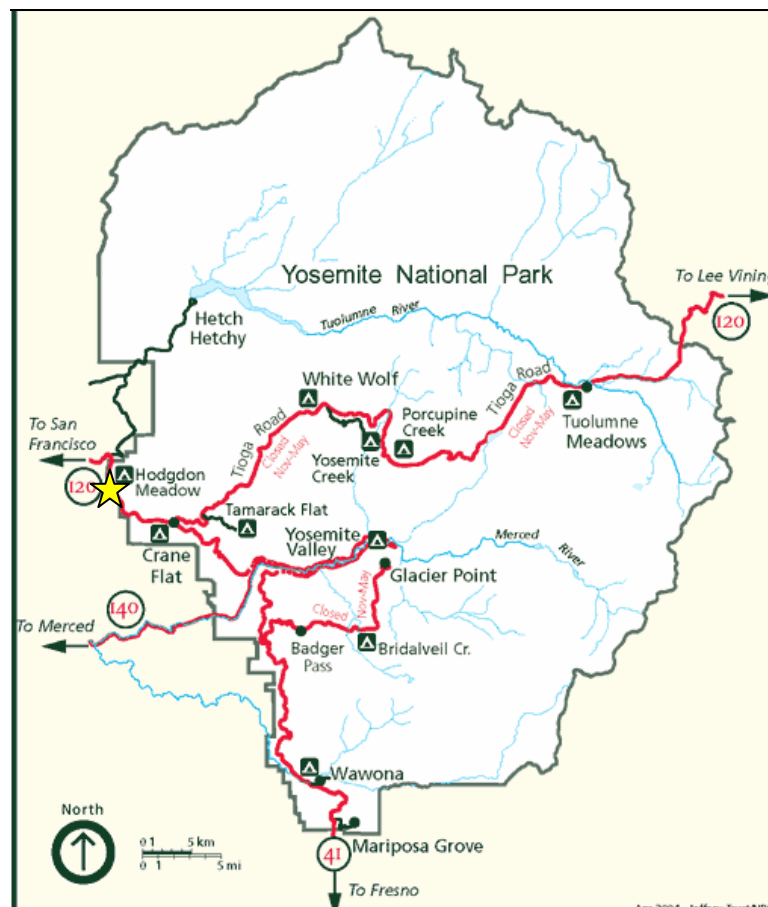 Yosemite National Park
To Lee Vining
120
Hetch
Hetchy
Tuolumne River
White Wolf
Tioga Road
Closed
Nov-May
Porcupine
Creek
Tuolumne
Meadows
To San
Francisco
Tioga Road
Closed
Nov-May
Yosemite
Creek
120
Hodgdon
Meadow
Tamarack Flat
Crane
Flat
Yosemite
Valley
Merced River
Glacier Point
140
To Merced
Closed Nov-May
Badger
Pass
Bridalveil Cr.
Wawona
North
0 1 5 km
0 1 5 mi
Mariposa Grove
41
To Fresno